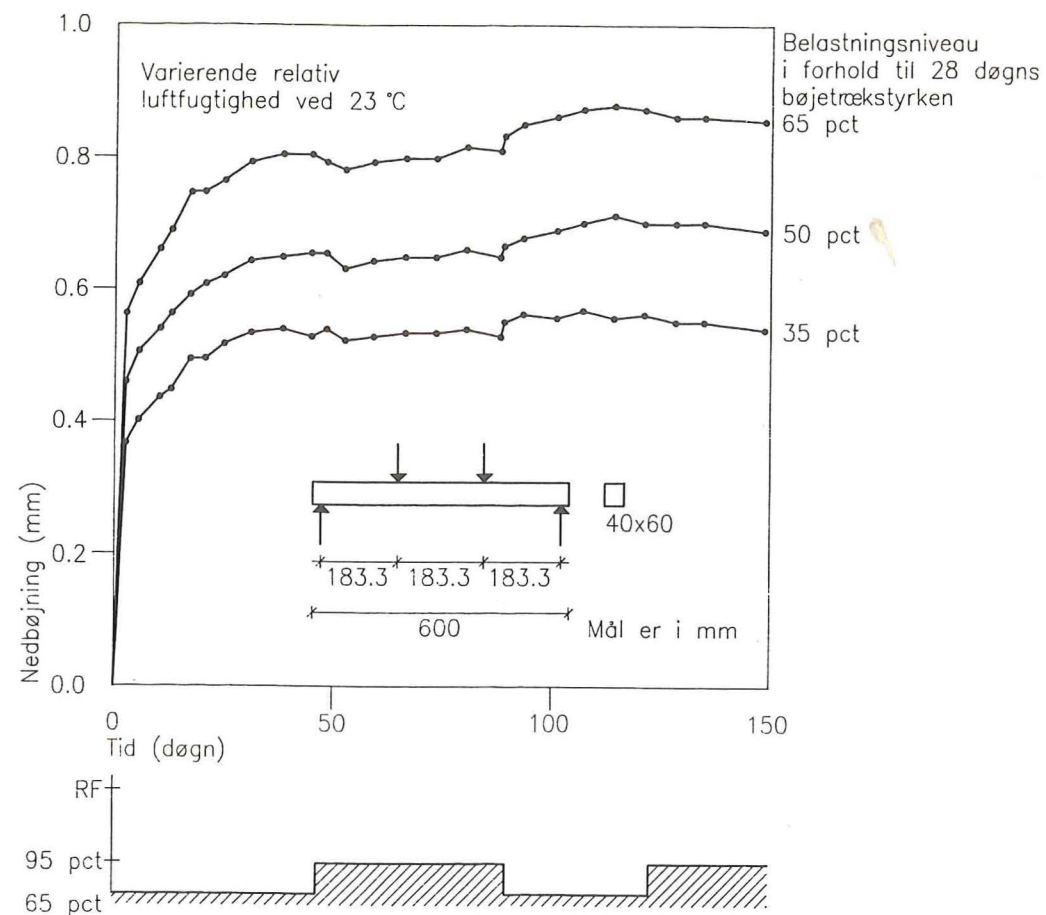 1.0
Varierende relativ
luftfugtighed ved 23 °C
Belastningsniveau
i forhold til 28 døgns
bøjetrækstyrken
65 pct
0.8
50 pct
0.6
35 pct
0.4
40x60
0.2
183.3 183.3 183.3
600
Mål er i mm
0.0
Nedbøjning (mm)
0 50 100 150
Tid (døgn)
RF
95 pct
65 pct